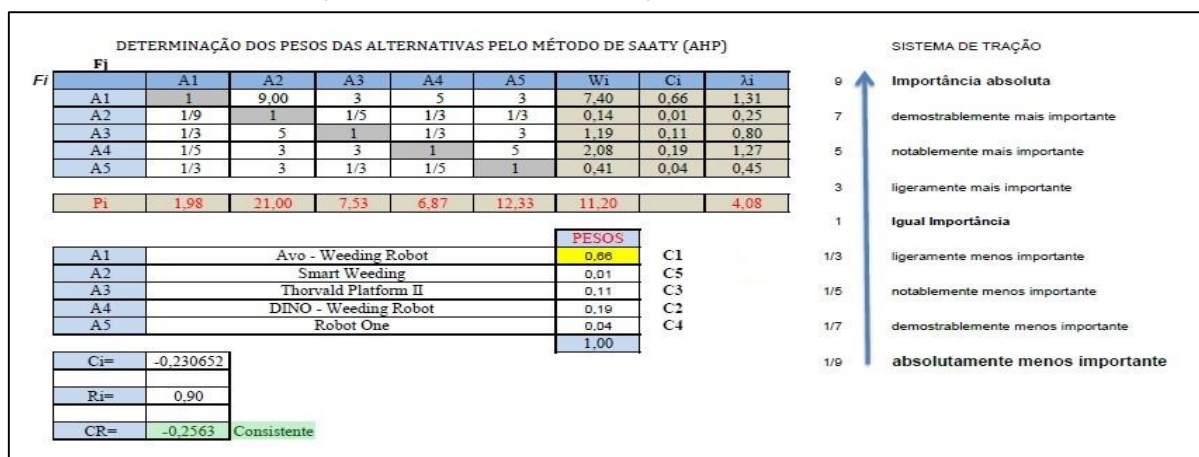 DETERMINAÇÃO DOS PESOS DAS ALTERNATIVAS PELO MÉTODO DE SAATY (AHP)
SISTEMA DE TRAÇÃO
Fj
Fi A1 A2 A3 A4 A5 Wi Ci λi
A1 1 9,00 3 5 3 7,40 0,66 1,31
A2 1/9 1 1/5 1/3 1/3 0,14 0,01 0,25
A3 1/3 5 1 1/3 3 1,19 0,11 0,80
A4 1/5 3 3 1 5 2,08 0,19 1,27
A5 1/3 3 1/3 1/5 1 0,41 0,04 0,45
Pi 1,98 21,00 7,53 6,87 12,33 11,20 4,08
PESOS
A1 Avo - Weeding Robot 0,66 C1
A2 Smart Weeding 0,01 C5
A3 Thorvald Platform II 0,11 C3
A4 DINO - Weeding Robot 0,19 C2
A5 Robot One 0,04 C4
1,00
Ci= -0,230652
Ri= 0,90
CR= -0,2563 Consistente
9 Importância absoluta
7 demostrablemente mais importante
5 notablemente mais importante
3 ligeramente mais importante
1 Igual Importância
1/3 ligeramente menos importante
1/5 notablemente menos importante
1/7 demostrablemente menos importante
1/9 absolutamente menos importante